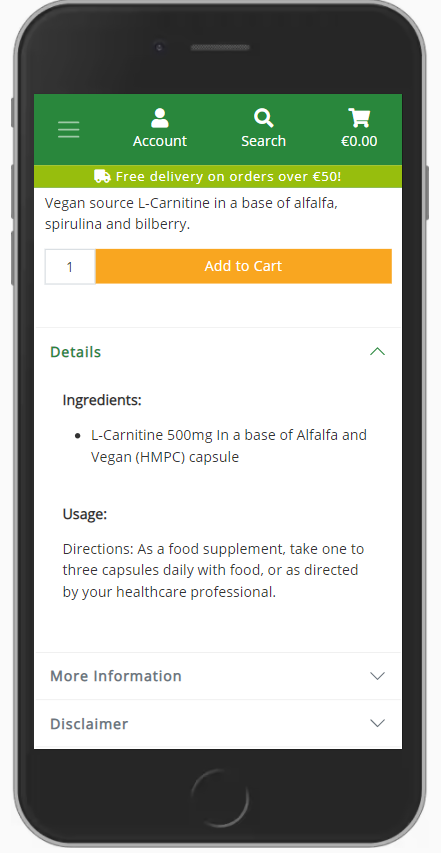 Account
Search
€0.00
Free delivery on orders over €50!
Vegan source L-Carnitine in a base of alfalfa,
spirulina and bilberry.
1
Add to Cart
Details
Ingredients:
• L-Carnitine 500mg In a base of Alfalfa and
Vegan (HMPC) capsule
Usage:
Directions: As a food supplement, take one to
three capsules daily with food, or as directed
by your healthcare professional.
More Information
Disclaimer